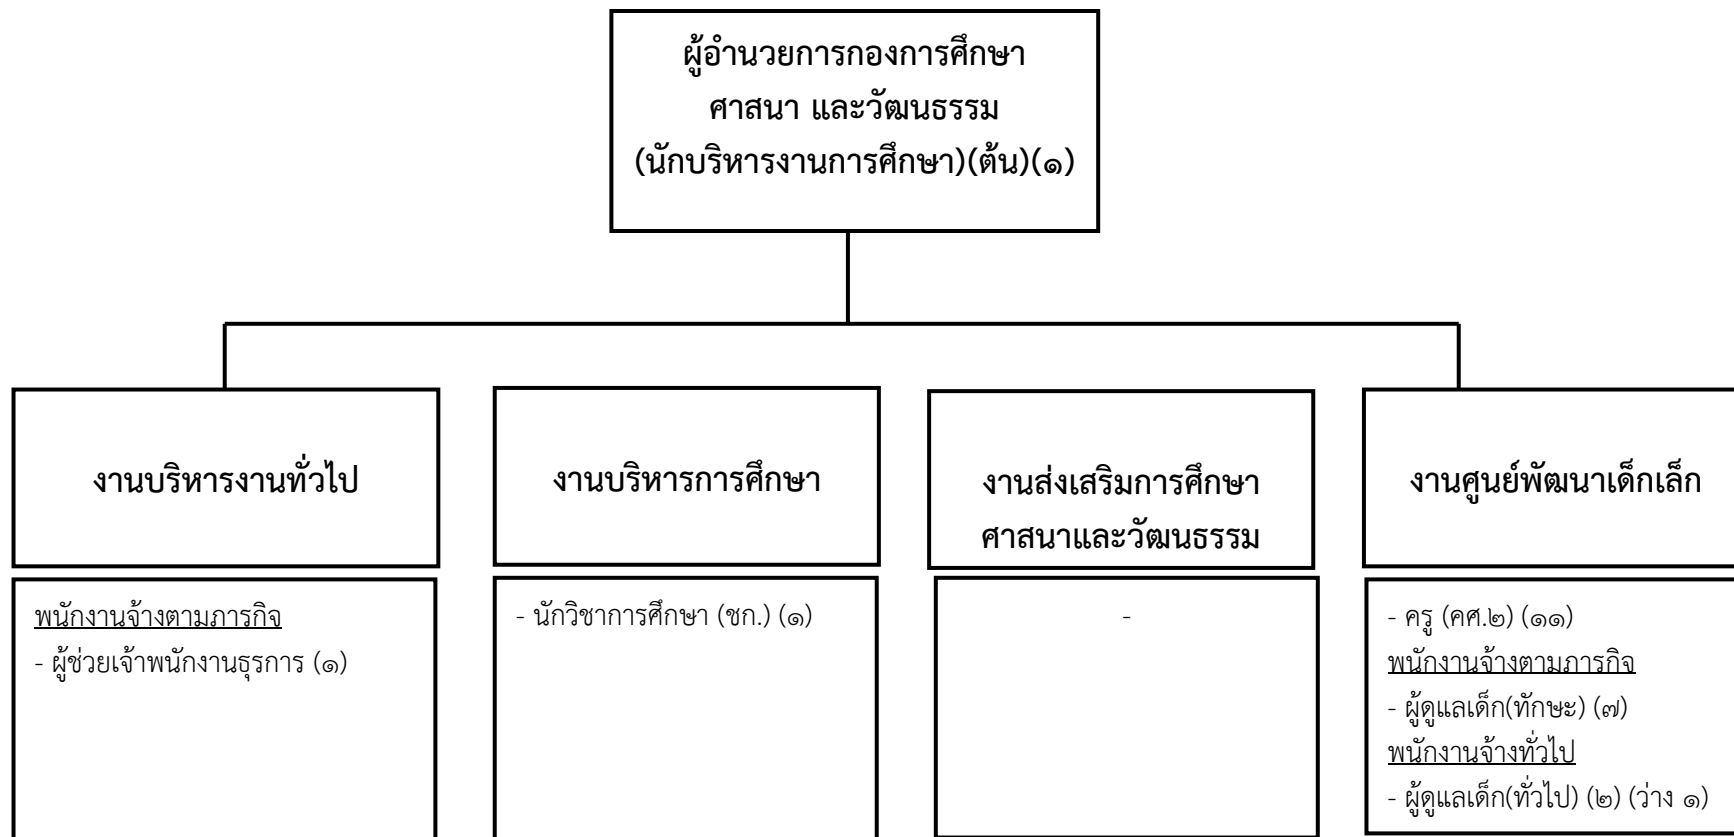 ผู้อำนวยการกองการศึกษา
ศาสนา และวัฒนธรรม
(นักบริหารงานการศึกษา)(ต้น)(๑)
งานบริหารงานทั่วไป
พนักงานจ้างตามภารกิจ
- ผู้ช่วยเจ้าพนักงานธุรการ (๑)
งานบริหารการศึกษา
- นักวิชาการศึกษา (ชก.) (๑)
งานส่งเสริมการศึกษา
ศาสนาและวัฒนธรรม
-
งานศูนย์พัฒนาเด็กเล็ก
- ครู (คศ.๒) (๑๑)
พนักงานจ้างตามภารกิจ
- ผู้ดูแลเด็ก(ทักษะ) (๗)
พนักงานจ้างทั่วไป
- ผู้ดูแลเด็ก(ทั่วไป) (๒) (ว่าง ๑)